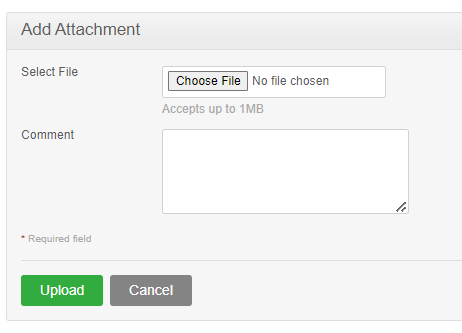 Add Attachment
Select File
Choose File No file chosen
Accepts up to 1MB
Comment
* Required field
Upload Cancel